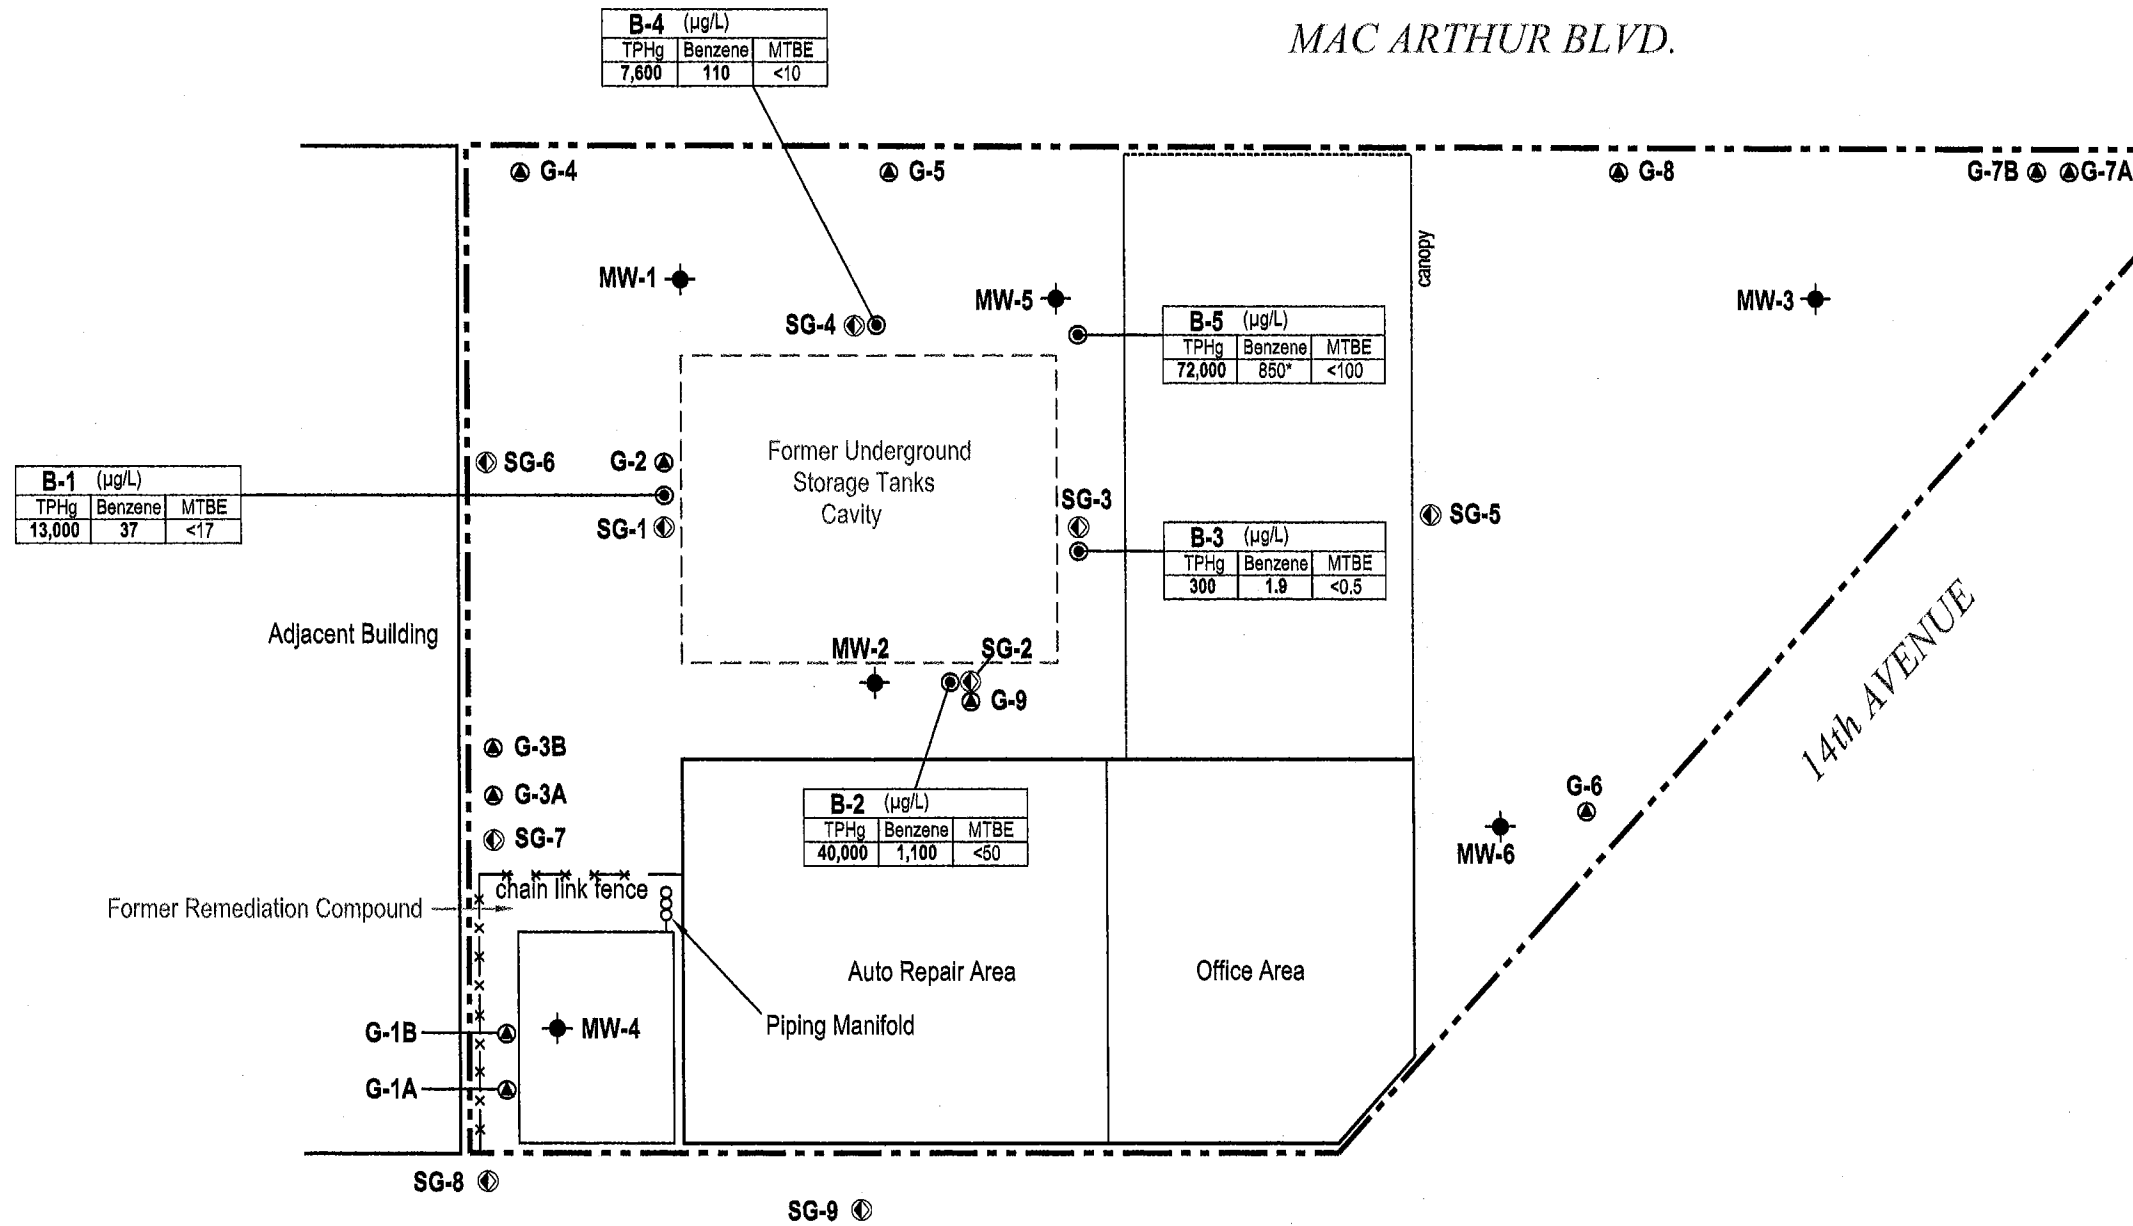 B-4 (µg/L)
TPHg Benzene MTBE
7,600 110 <10
MAC ARTHUR BLVD.
G-4
G-5
G-8
G-7B
G-7A
canopy
MW-1
MW-5
MW-3
SG-4
B-5 (µg/L)
TPHg Benzene MTBE
72,000 850* <100
Former Underground
Storage Tanks
Cavity
SG-6
G-2
B-1 (µg/L)
TPHg Benzene MTBE
13,000 37 <17
SG-1
SG-3
SG-5
B-3 (µg/L)
TPHg Benzene MTBE
300 1.9 <0.5
Adjacent Building
MW-2
SG-2
G-9
14th AVENUE
G-3B
G-3A
SG-7
B-2 (µg/L)
TPHg Benzene MTBE
40,000 1,100 <50
G-6
MW-6
chain link fence
Former Remediation Compound
Auto Repair Area
Office Area
Piping Manifold
G-1B
MW-4
G-1A
SG-8
SG-9